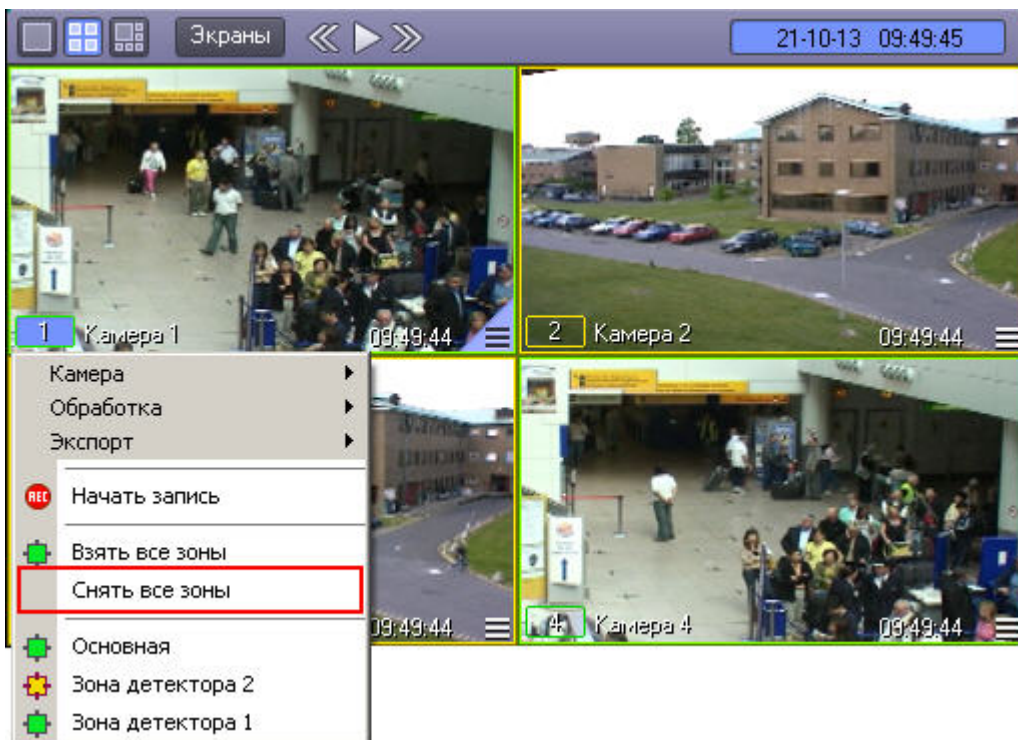 Экраны
21-10-13 09:49:45
1 Камера 1 09:49:44
2 Камера 2 09:49:44
Камера
Обработка
Экспорт
REC Начать запись
Взять все зоны
Снять все зоны
09:49:44
4 Камера 4 09:49:44
Основная
Зона детектора 2
Зона детектора 1